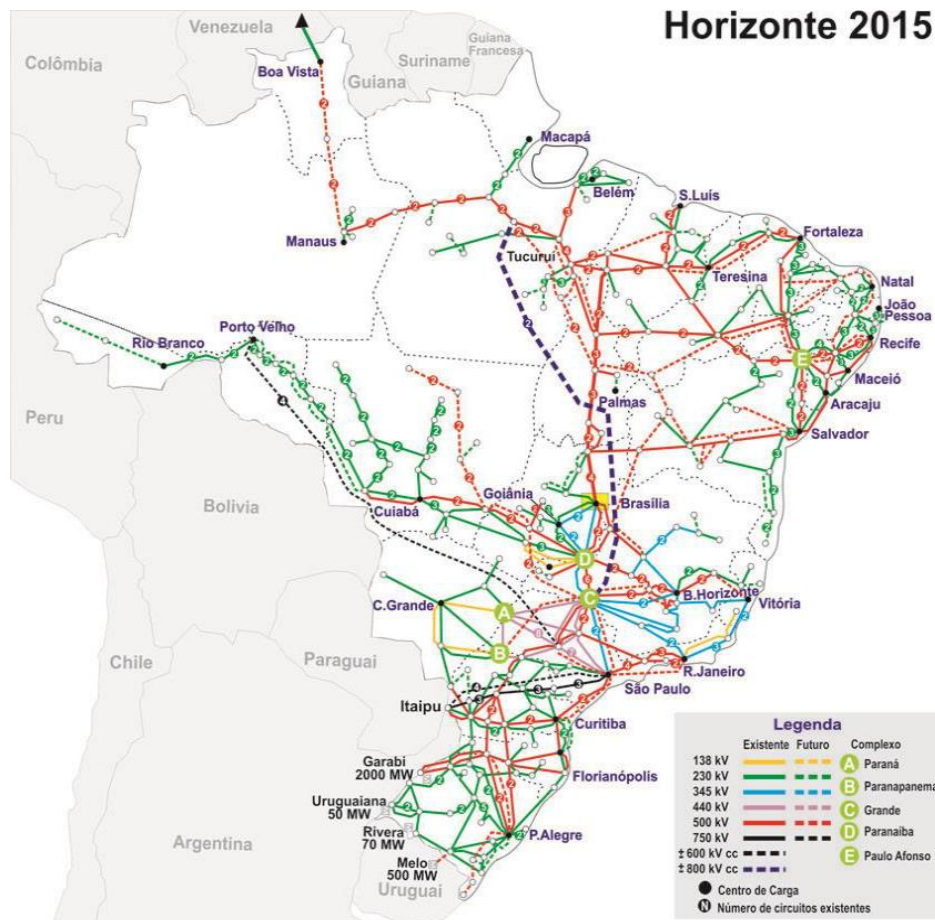 Horizonte 2015
Venezuela
Guiana
Francesa
Suriname
Colômbia
Boa Vista
Guiana
Macapá
Belém
S.Luís
Manaus
Fortaleza
Tucuruí
Teresina
Natal
João
Pessoa
Porto Velho
Rio Branco
Recife
E
Palmas
Maceió
Peru
Aracaju
Salvador
Goiânia
Brasília
Cuiabá
Bolivia
D
B.Horizonte
C.Grande
A
C
Vitória
B
Chile
Paraguai
R.Janeiro
São Paulo
Itaipu
Curitiba
Garabi
2000 MW
Florianópolis
Uruguaiana
50 MW
Rivera
70 MW
P.Alegre
Melo
500 MW
Argentina
Uruguai
Legenda
Existente Futuro Complexo
138 kV A Paraná
230 kV
345 kV B Paranapanema
440 kV C Grande
500 kV
750 kV D Paranaiba
±600 kV cc E Paulo Afonso
±800 kV cc
Centro de Carga
N Número de circuitos existentes